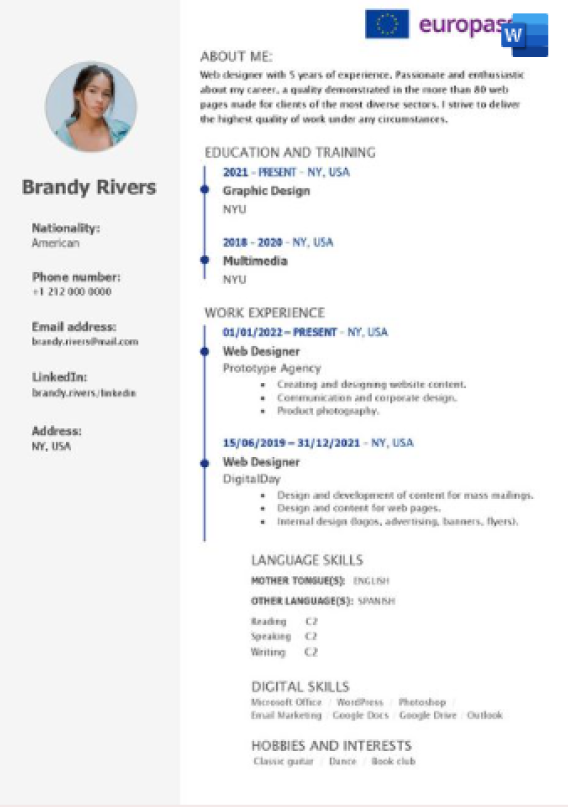 europass
W
ABOUT ME:
Web designer with 5 years of experience. Passionate and enthusiastic
about my career, a quality demonstrated in the more than 80 web
pages made for clients of the most diverse sectors. I strive to deliver
the highest quality of work under any circumstances.
Brandy Rivers
Nationality:
American
Phone number:
+1 212 000 0000
Email address:
brandy.rivers@mail.com
LinkedIn:
brandy.rivers/linkedin
Address:
NY, USA
EDUCATION AND TRAINING
2021 - PRESENT - NY, USA
Graphic Design
NYU
2018 - 2020 - NY, USA
Multimedia
NYU
WORK EXPERIENCE
01/01/2022 – PRESENT - NY, USA
Web Designer
Prototype Agency
• Creating and designing website content.
• Communication and corporate design.
• Product photography.
15/06/2019 – 31/12/2021 - NY, USA
Web Designer
DigitalDay
• Design and development of content for mass mailings.
• Design and content for web pages.
• Internal design (logos, advertising, banners, flyers).
LANGUAGE SKILLS
MOTHER TONGUE(S): ENGLISH
OTHER LANGUAGE(S): SPANISH
Reading C2
Speaking C2
Writing C2
DIGITAL SKILLS
Microsoft Office / WordPress / Photoshop /
Email Marketing / Google Docs / Google Drive / Outlook
HOBBIES AND INTERESTS
Classic guitar / Dance / Book club